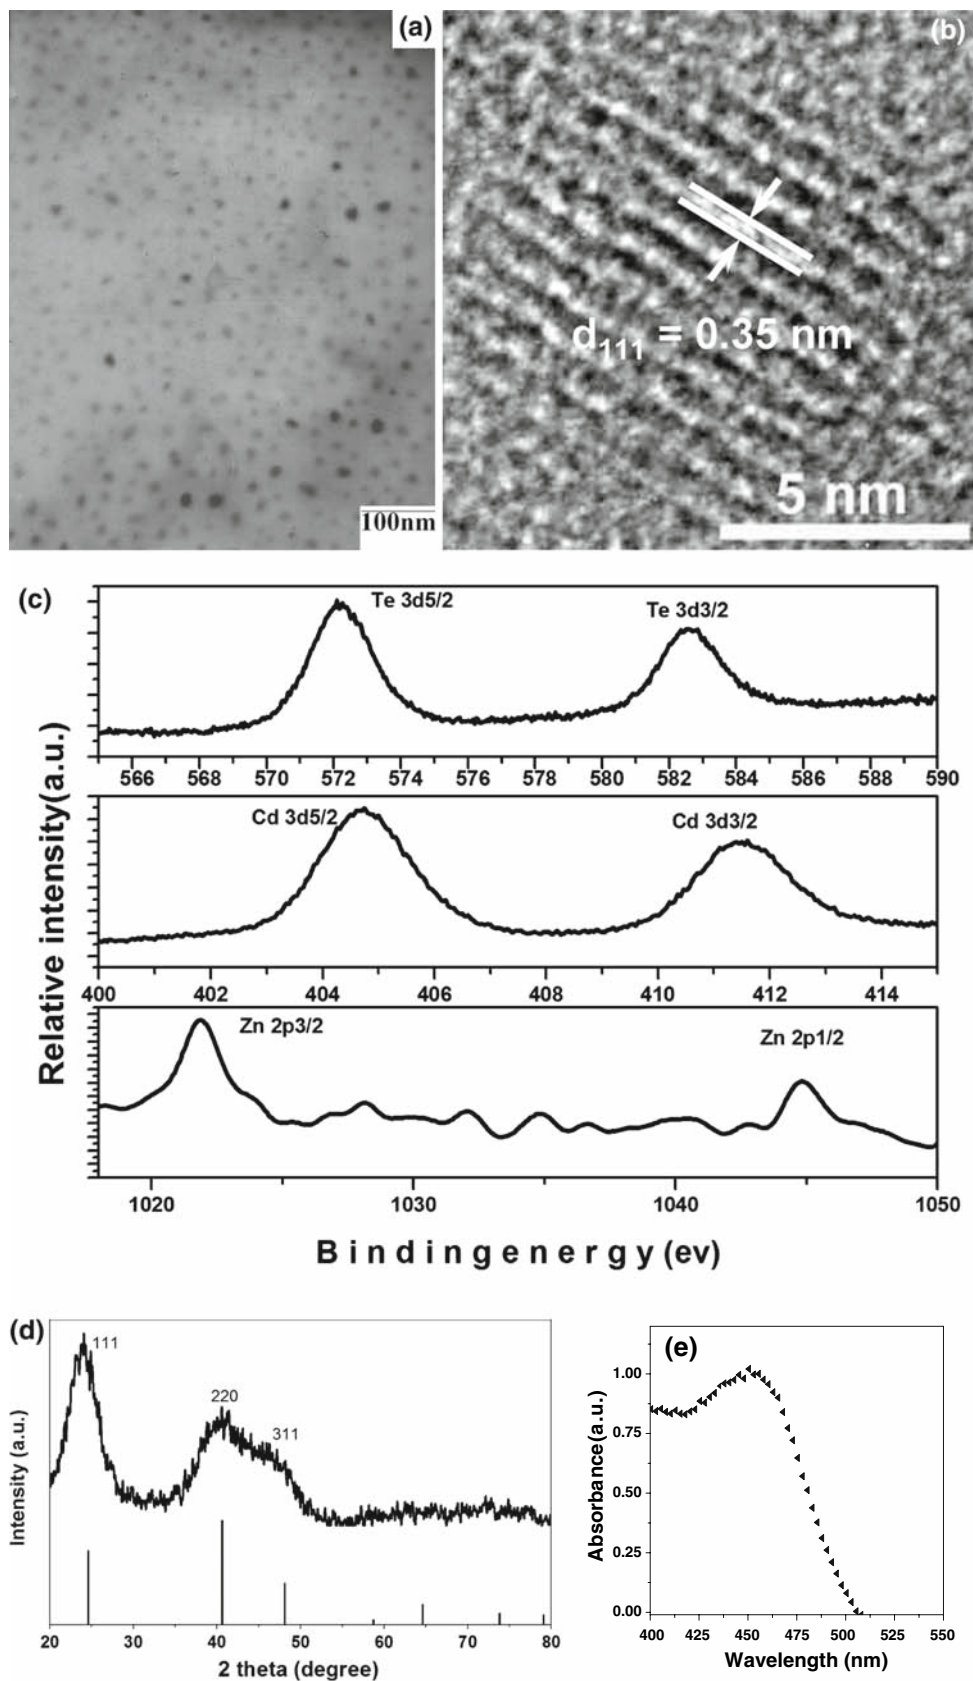 (a)
(b)
d111 = 0.35 nm
100nm
5 nm
(c)
Te 3d5/2
Te 3d3/2
566 568 570 572 574 576 578 580 582 584 586 588 590
Cd 3d5/2
Cd 3d3/2
400 402 404 406 408 410 412 414
Zn 2p3/2
Zn 2p1/2
1020 1030 1040 1050
Relative intensity(a.u.)
Bindingenergy (ev)
(d)
111
220
311
Intensity (a.u.)
20 30 40 50 60 70 80
2 theta (degree)
(e)
1.00
0.75
0.50
0.25
0.00
Absorbance(a.u.)
400 425 450 475 500 525 550
Wavelength (nm)